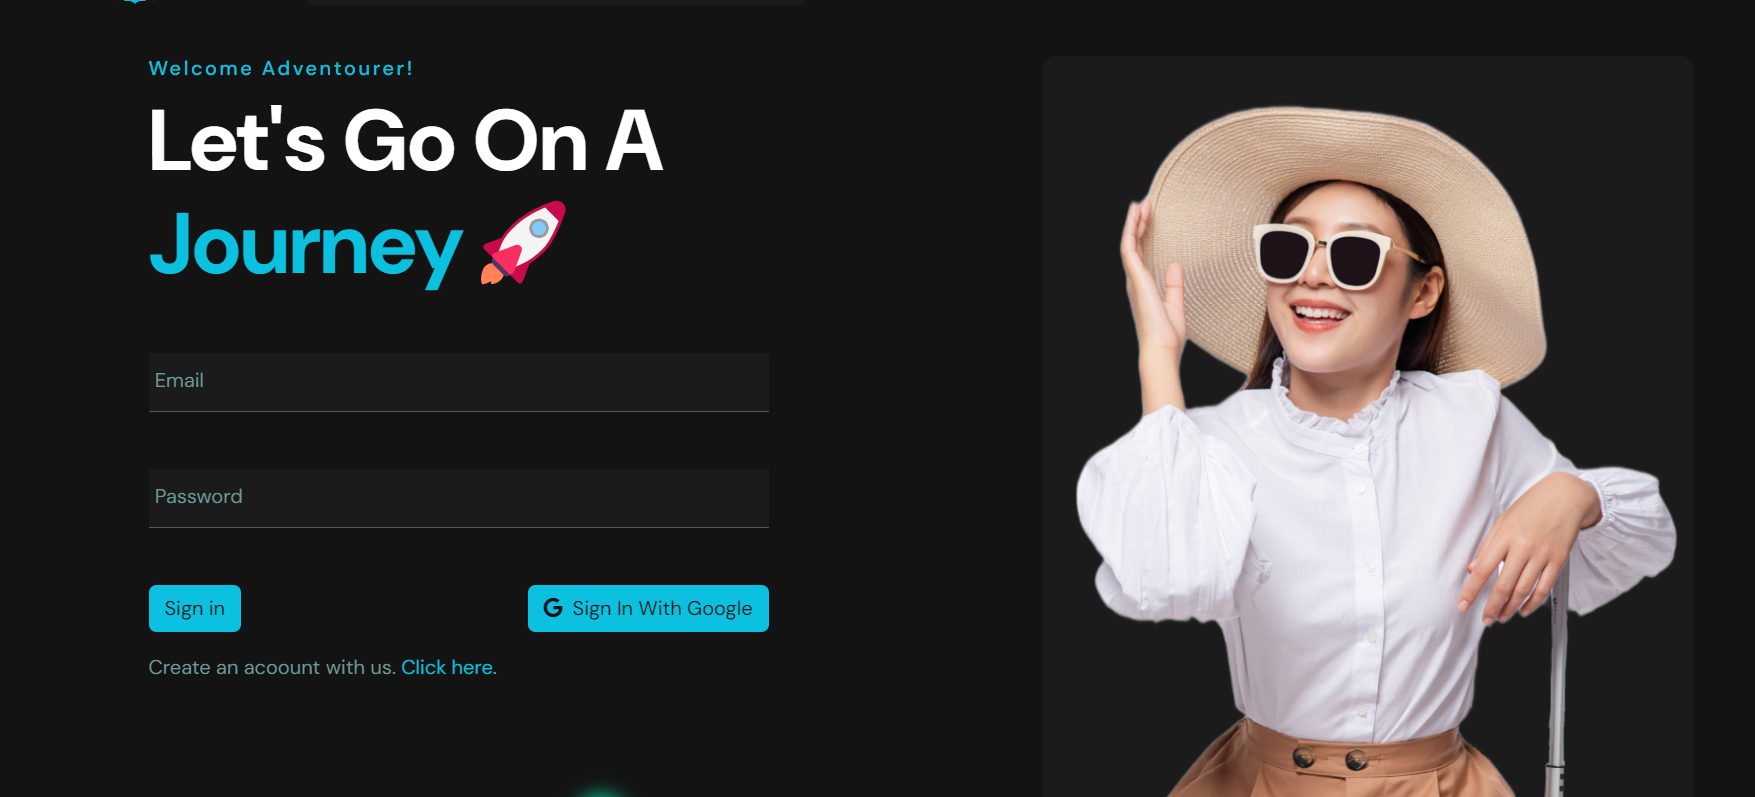 Welcome Adventourer!
Let's Go On A
Journey 🚀
Email
Password
Sign in
G Sign In With Google
Create an acoount with us. Click here.